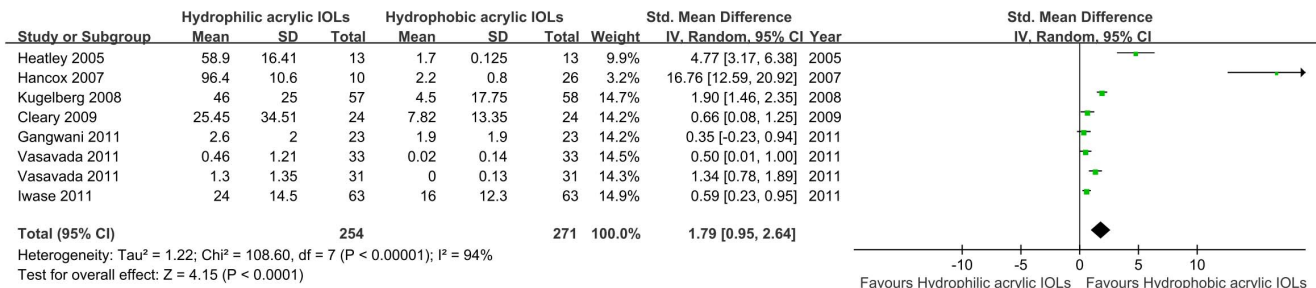 Hydrophilic acrylic IOLs Hydrophobic acrylic IOLs Std. Mean Difference Std. Mean Difference
Study or Subgroup Mean SD Total Mean SD Total Weight IV, Random, 95% CI Year IV, Random, 95% CI
Heatley 2005 58.9 16.41 13 1.7 0.125 13 9.9% 4.77 [3.17, 6.38] 2005
Hancox 2007 96.4 10.6 10 2.2 0.8 26 3.2% 16.76 [12.59, 20.92] 2007
Kugelberg 2008 46 25 57 4.5 17.75 58 14.7% 1.90 [1.46, 2.35] 2008
Cleary 2009 25.45 34.51 24 7.82 13.35 24 14.2% 0.66 [0.08, 1.25] 2009
Gangwani 2011 2.6 2 23 1.9 1.9 23 14.2% 0.35 [-0.23, 0.94] 2011
Vasavada 2011 0.46 1.21 33 0.02 0.14 33 14.5% 0.50 [0.01, 1.00] 2011
Vasavada 2011 1.3 1.35 31 0 0.13 31 14.3% 1.34 [0.78, 1.89] 2011
Iwase 2011 24 14.5 63 16 12.3 63 14.9% 0.59 [0.23, 0.95] 2011
Total (95% CI) 254 271 100.0% 1.79 [0.95, 2.64]
Heterogeneity: Tau² = 1.22; Chi² = 108.60, df = 7 (P < 0.00001); I² = 94%
Test for overall effect: Z = 4.15 (P < 0.0001)
-10 -5 0 5 10
Favours Hydrophilic acrylic IOLs Favours Hydrophobic acrylic IOLs